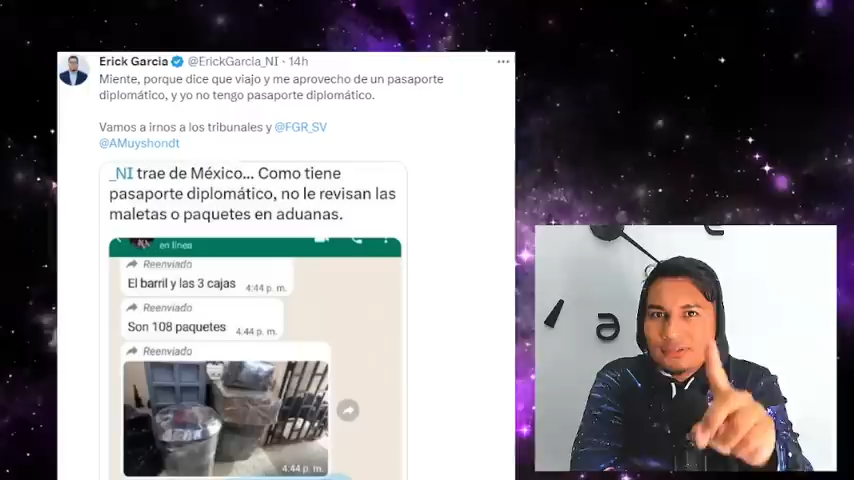 Erick Garcia @ErickGarcia_NI · 14h
Miente, porque dice que viajo y me aprovecho de un pasaporte
diplomático, y yo no tengo pasaporte diplomático.
Vamos a irnos a los tribunales y @FGR_SV
@AMuyshondt
_NI trae de México... Como tiene
pasaporte diplomático, no le revisan las
maletas o paquetes en aduanas.
en línea
Reenviado
El barril y las 3 cajas 4:44 p. m.
Reenviado
Son 108 paquetes 4:44 p. m.
Reenviado
4:44 p. m.